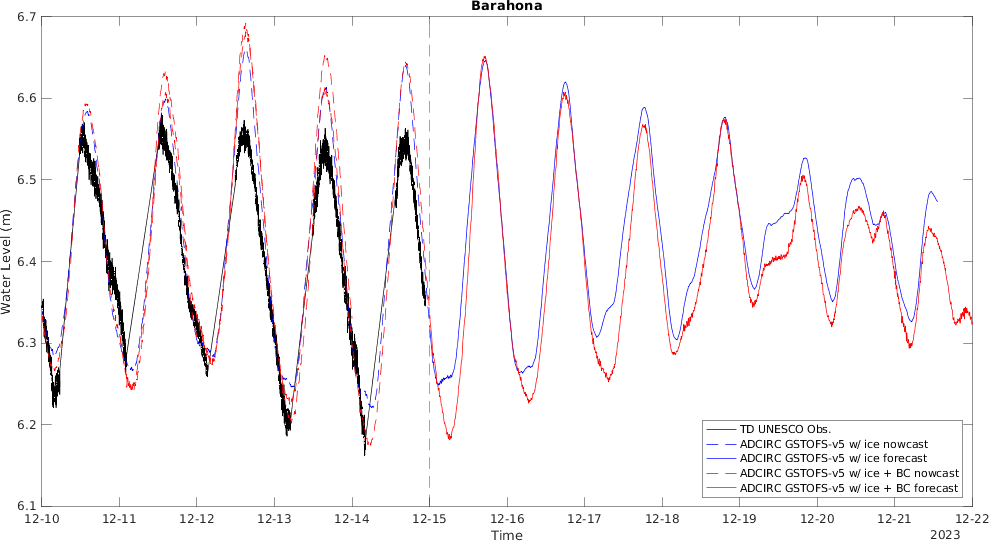 Barahona
6.7
6.6
6.5
6.4
6.3
6.2
6.1
Water Level (m)
TD UNESCO Obs.
ADCIRC GSTOFS-v5 w/ ice nowcast
ADCIRC GSTOFS-v5 w/ ice forecast
ADCIRC GSTOFS-v5 w/ ice + BC nowcast
ADCIRC GSTOFS-v5 w/ ice + BC forecast
12-10 12-11 12-12 12-13 12-14 12-15 12-16 12-17 12-18 12-19 12-20 12-21 12-22
Time
2023